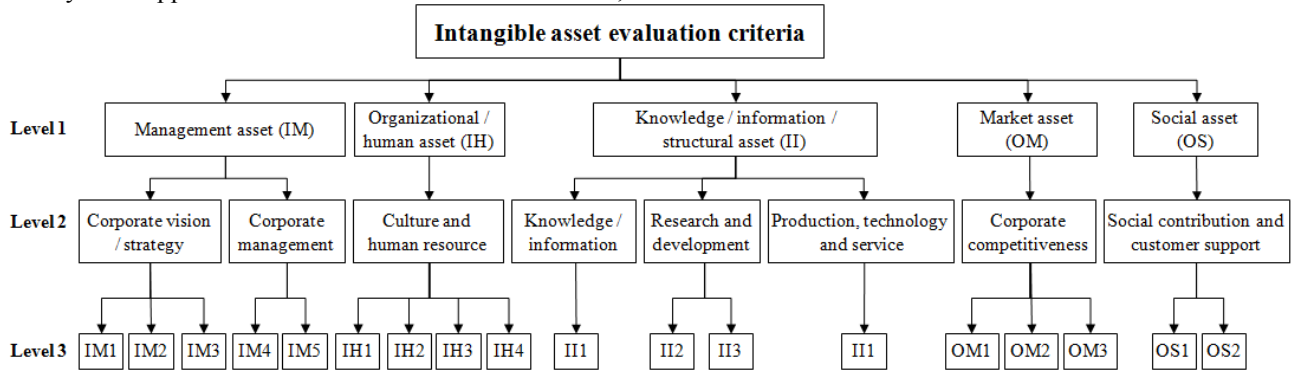 Intangible asset evaluation criteria
Level 1
Management asset (IM)
Organizational /
human asset (IH)
Knowledge / information /
structural asset (II)
Market asset
(OM)
Social asset
(OS)
Level 2
Corporate vision
/ strategy
Corporate
management
Culture and
human resource
Knowledge /
information
Research and
development
Production, technology
and service
Corporate
competitiveness
Social contribution and
customer support
Level 3
IM1
IM2
IM3
IM4
IM5
IH1
IH2
IH3
IH4
II1
II2
II3
II1
OM1
OM2
OM3
OS1
OS2